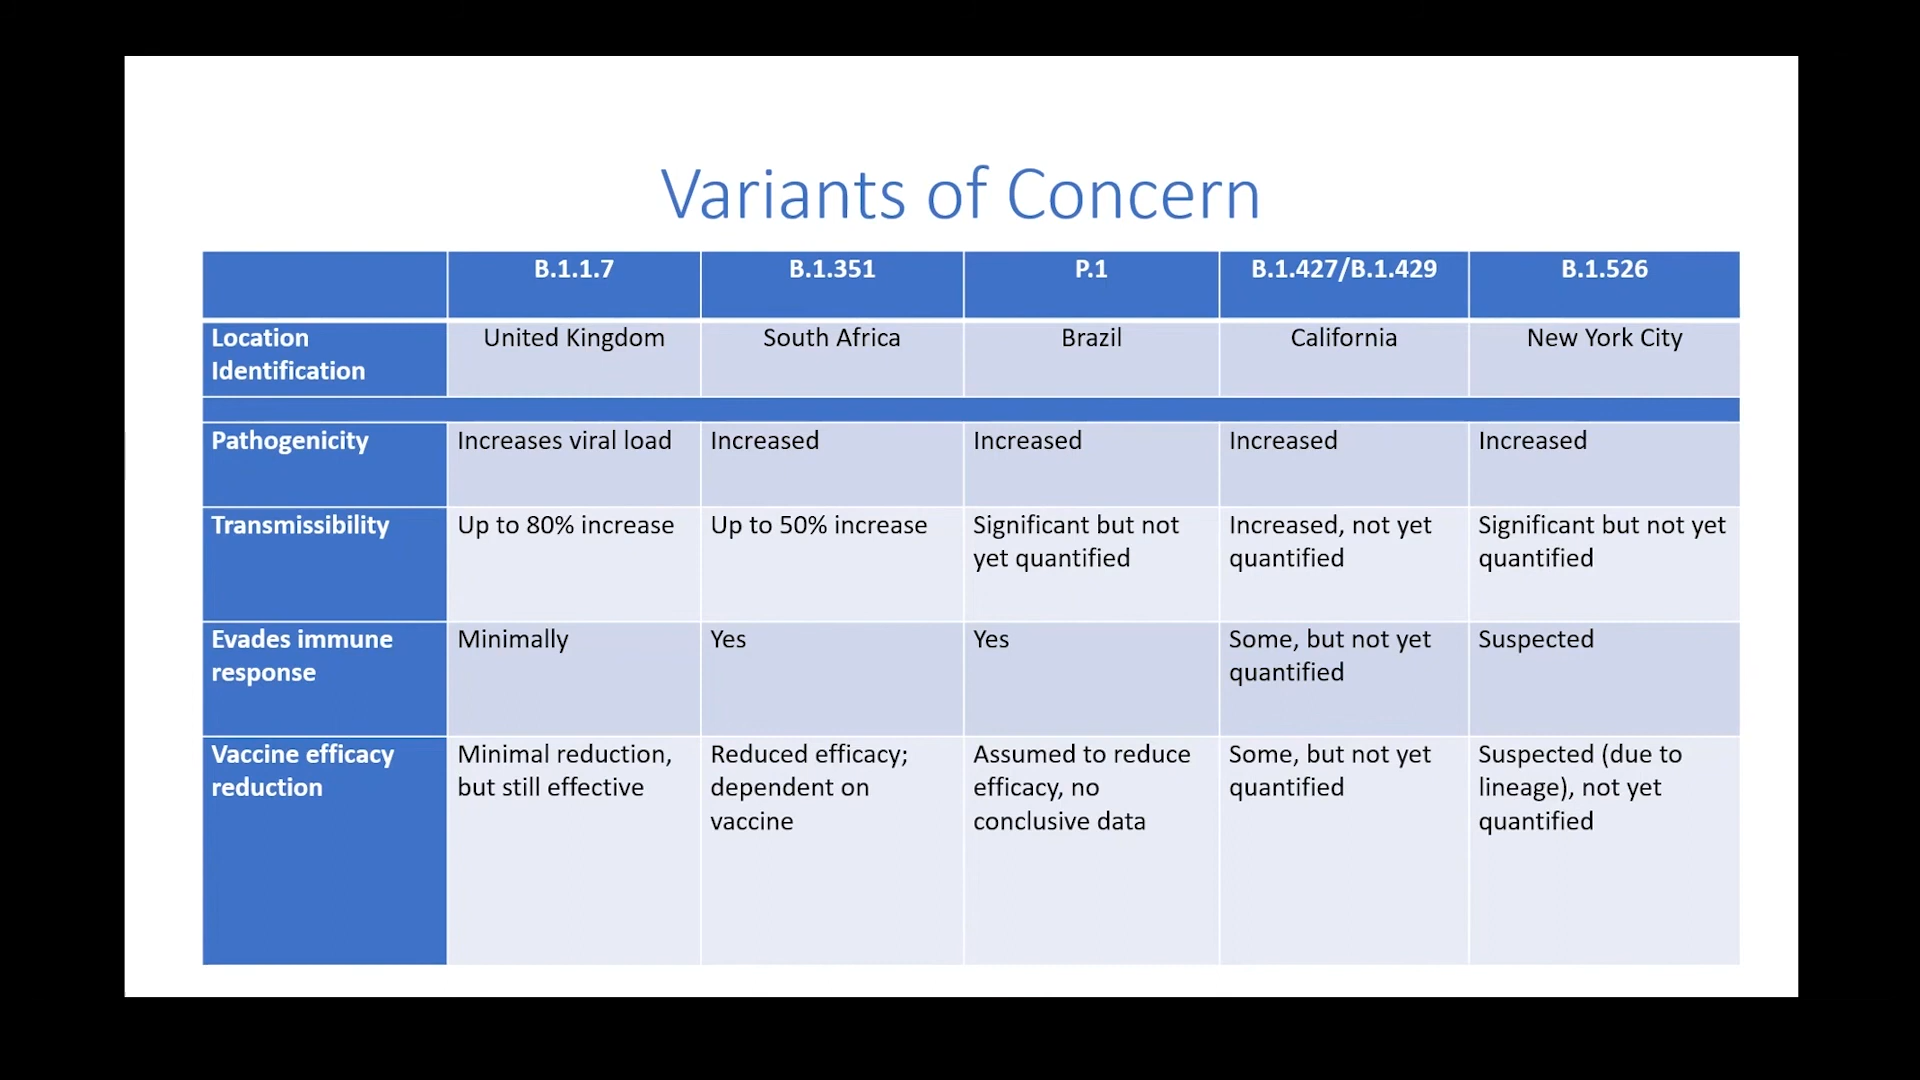 Variants of Concern
B.1.1.7 B.1.351 P.1 B.1.427/B.1.429 B.1.526
Location United Kingdom South Africa Brazil California New York City
Identification
Pathogenicity Increases viral load Increased Increased Increased Increased
Transmissibility Up to 80% increase Up to 50% increase Significant but not Increased, not yet Significant but not yet
yet quantified quantified quantified
Evades immune Minimally Yes Yes Some, but not yet Suspected
response quantified
Vaccine efficacy Minimal reduction, Reduced efficacy; Assumed to reduce Some, but not yet Suspected (due to
reduction but still effective dependent on efficacy, no quantified lineage), not yet
vaccine conclusive data quantified